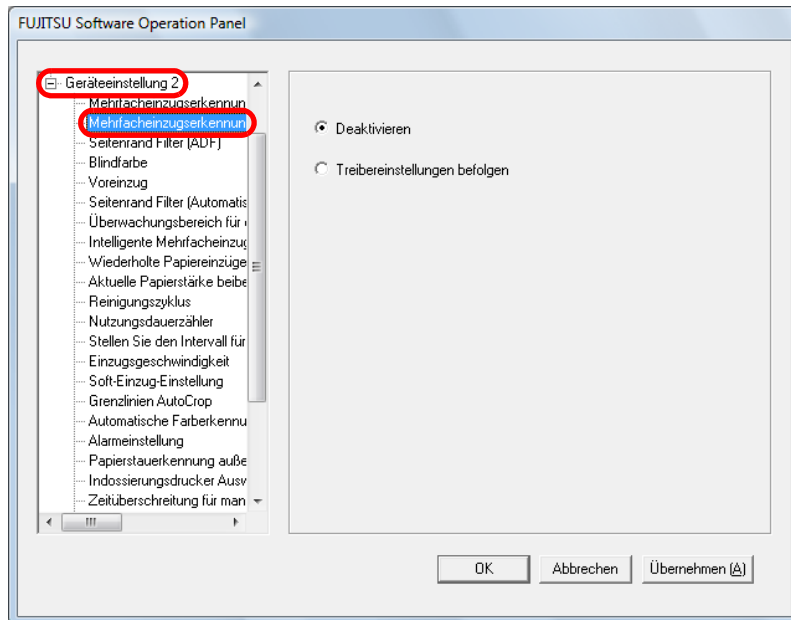 FUJITSU Software Operation Panel
Geräteeinstellung 2
Mehrfacheinzugserkennun
Mehrfacheinzugserkennun
Seitenrand Filter (ADF)
Blindfarbe
Voreinzug
Seitenrand Filter (Automatis
Überwachungsbereich für
Intelligente Mehrfacheinzug
Wiederholte Papiereinzüge
Aktuelle Papierstärke beibe
Reinigungszyklus
Nutzungsdauerzähler
Stellen Sie den Intervall für
Einzugsgeschwindigkeit
Soft-Einzug-Einstellung
Grenzlinien AutoCrop
Automatische Farberkennu
Alarmeinstellung
Papierstauerkennung auße
Indossierungsdrucker Ausw
Zeitüberschreitung für man
Deaktivieren
Treibereinstellungen befolgen
OK
Abbrechen
Übernehmen (A)